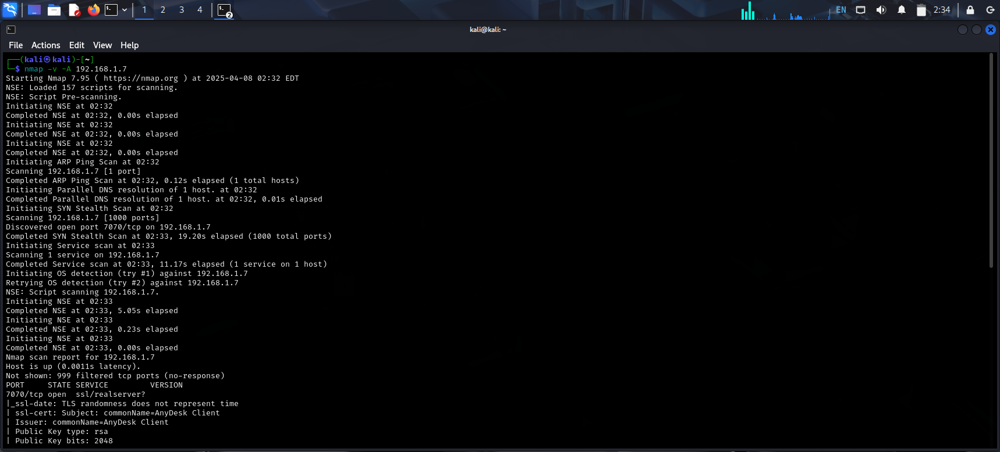 1 2 3 4 2 EN 2:34
kali@kali: ~
File Actions Edit View Help
┌──(kali㉿kali)-[~]
└─$ nmap -v -A 192.168.1.7
Starting Nmap 7.95 ( https://nmap.org ) at 2025-04-08 02:32 EDT
NSE: Loaded 157 scripts for scanning.
NSE: Script Pre-scanning.
Initiating NSE at 02:32
Completed NSE at 02:32, 0.00s elapsed
Initiating NSE at 02:32
Completed NSE at 02:32, 0.00s elapsed
Initiating NSE at 02:32
Completed NSE at 02:32, 0.00s elapsed
Initiating ARP Ping Scan at 02:32
Scanning 192.168.1.7 [1 port]
Completed ARP Ping Scan at 02:32, 0.12s elapsed (1 total hosts)
Initiating Parallel DNS resolution of 1 host. at 02:32
Completed Parallel DNS resolution of 1 host. at 02:32, 0.01s elapsed
Initiating SYN Stealth Scan at 02:32
Scanning 192.168.1.7 [1000 ports]
Discovered open port 7070/tcp on 192.168.1.7
Completed SYN Stealth Scan at 02:33, 19.20s elapsed (1000 total ports)
Initiating Service scan at 02:33
Scanning 1 service on 192.168.1.7
Completed Service scan at 02:33, 11.17s elapsed (1 service on 1 host)
Initiating OS detection (try #1) against 192.168.1.7
Retrying OS detection (try #2) against 192.168.1.7
NSE: Script scanning 192.168.1.7.
Initiating NSE at 02:33
Completed NSE at 02:33, 5.05s elapsed
Initiating NSE at 02:33
Completed NSE at 02:33, 0.23s elapsed
Initiating NSE at 02:33
Completed NSE at 02:33, 0.00s elapsed
Nmap scan report for 192.168.1.7
Host is up (0.0011s latency).
Not shown: 999 filtered tcp ports (no-response)
PORT     STATE SERVICE         VERSION
7070/tcp open  ssl/realserver?
|_ssl-date: TLS randomness does not represent time
| ssl-cert: Subject: commonName=AnyDesk Client
| Issuer: commonName=AnyDesk Client
| Public Key type: rsa
| Public Key bits: 2048